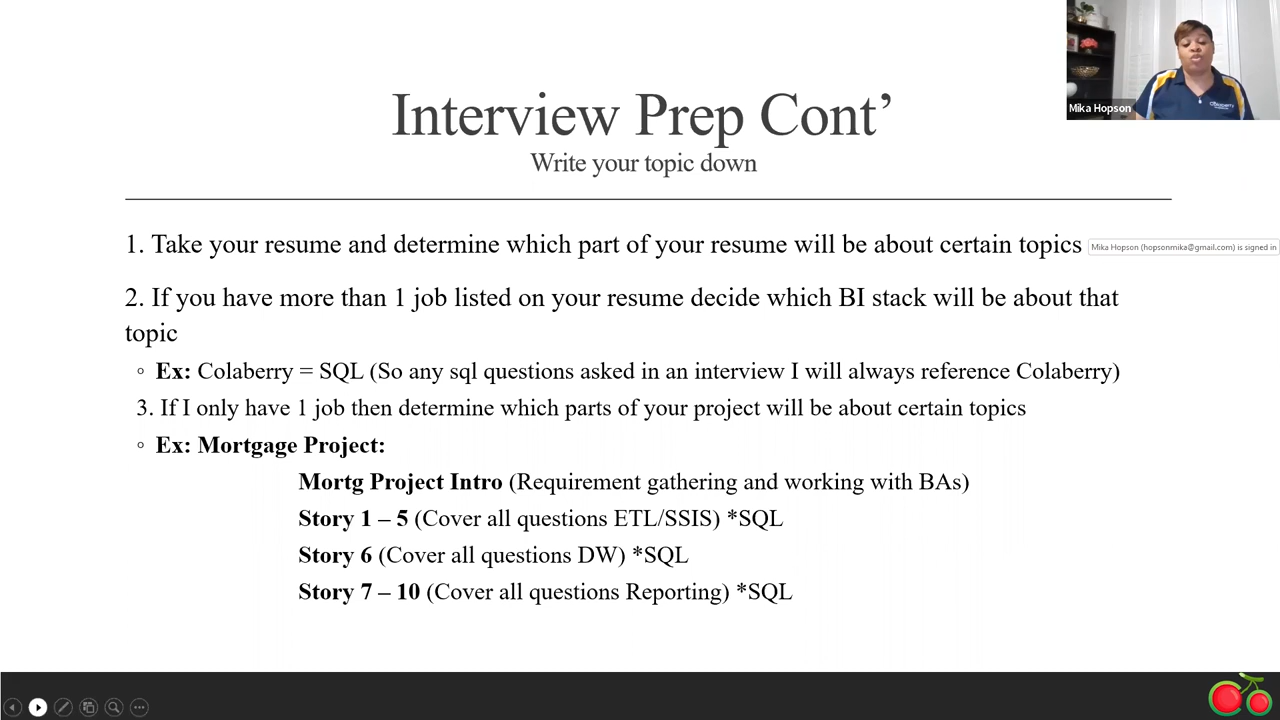 Mika Hopson
Interview Prep Cont’
Write your topic down
1. Take your resume and determine which part of your resume will be about certain topics
Mika Hopson (hopsonmika@gmail.com) is signed in
2. If you have more than 1 job listed on your resume decide which BI stack will be about that
topic
◦ Ex: Colaberry = SQL (So any sql questions asked in an interview I will always reference Colaberry)
3. If I only have 1 job then determine which parts of your project will be about certain topics
◦ Ex: Mortgage Project:
Mortg Project Intro (Requirement gathering and working with BAs)
Story 1 – 5 (Cover all questions ETL/SSIS) *SQL
Story 6 (Cover all questions DW) *SQL
Story 7 – 10 (Cover all questions Reporting) *SQL